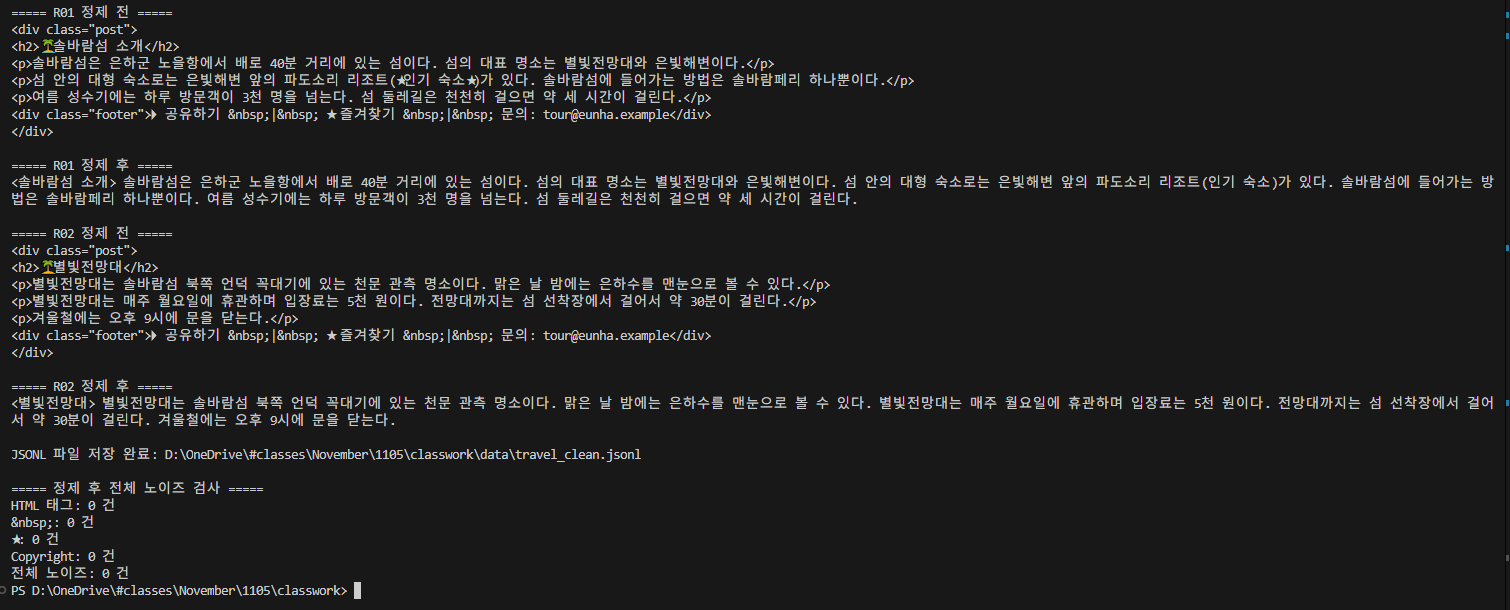 ===== R01 정제 전 =====
<div class="post">
<h2>🏝️솔바람섬 소개</h2>
<p>솔바람섬은 은하군 노을항에서 배로 40분 거리에 있는 섬이다. 섬의 대표 명소는 별빛전망대와 은빛해변이다.</p>
<p>섬 안의 대형 숙소로는 은빛해변 앞의 파도소리 리조트(★인기 숙소★)가 있다. 솔바람섬에 들어가는 방법은 솔바람페리 하나뿐이다.</p>
<p>여름 성수기에는 하루 방문객이 3천 명을 넘는다. 섬 둘레길은 천천히 걸으면 약 세 시간이 걸린다.</p>
<div class="footer">▶ 공유하기 &nbsp;|&nbsp; ★즐겨찾기 &nbsp;|&nbsp; 문의: tour@eunha.example</div>
</div>
===== R01 정제 후 =====
<솔바람섬 소개> 솔바람섬은 은하군 노을항에서 배로 40분 거리에 있는 섬이다. 섬의 대표 명소는 별빛전망대와 은빛해변이다. 섬 안의 대형 숙소로는 은빛해변 앞의 파도소리 리조트(인기 숙소)가 있다. 솔바람섬에 들어가는 방
법은 솔바람페리 하나뿐이다. 여름 성수기에는 하루 방문객이 3천 명을 넘는다. 섬 둘레길은 천천히 걸으면 약 세 시간이 걸린다.
===== R02 정제 전 =====
<div class="post">
<h2>🏝️별빛전망대</h2>
<p>별빛전망대는 솔바람섬 북쪽 언덕 꼭대기에 있는 천문 관측 명소이다. 맑은 날 밤에는 은하수를 맨눈으로 볼 수 있다.</p>
<p>별빛전망대는 매주 월요일에 휴관하며 입장료는 5천 원이다. 전망대까지는 섬 선착장에서 걸어서 약 30분이 걸린다.</p>
<p>겨울철에는 오후 9시에 문을 닫는다.</p>
<div class="footer">▶ 공유하기 &nbsp;|&nbsp; ★즐겨찾기 &nbsp;|&nbsp; 문의: tour@eunha.example</div>
</div>
===== R02 정제 후 =====
<별빛전망대> 별빛전망대는 솔바람섬 북쪽 언덕 꼭대기에 있는 천문 관측 명소이다. 맑은 날 밤에는 은하수를 맨눈으로 볼 수 있다. 별빛전망대는 매주 월요일에 휴관하며 입장료는 5천 원이다. 전망대까지는 섬 선착장에서 걸어
서 약 30분이 걸린다. 겨울철에는 오후 9시에 문을 닫는다.
JSONL 파일 저장 완료: D:\OneDrive\#classes\November\1105\classwork\data\travel_clean.jsonl
===== 정제 후 전체 노이즈 검사 =====
HTML 태그: 0 건
&nbsp;: 0 건
★: 0 건
Copyright: 0 건
전체 노이즈: 0 건
PS D:\OneDrive\#classes\November\1105\classwork>